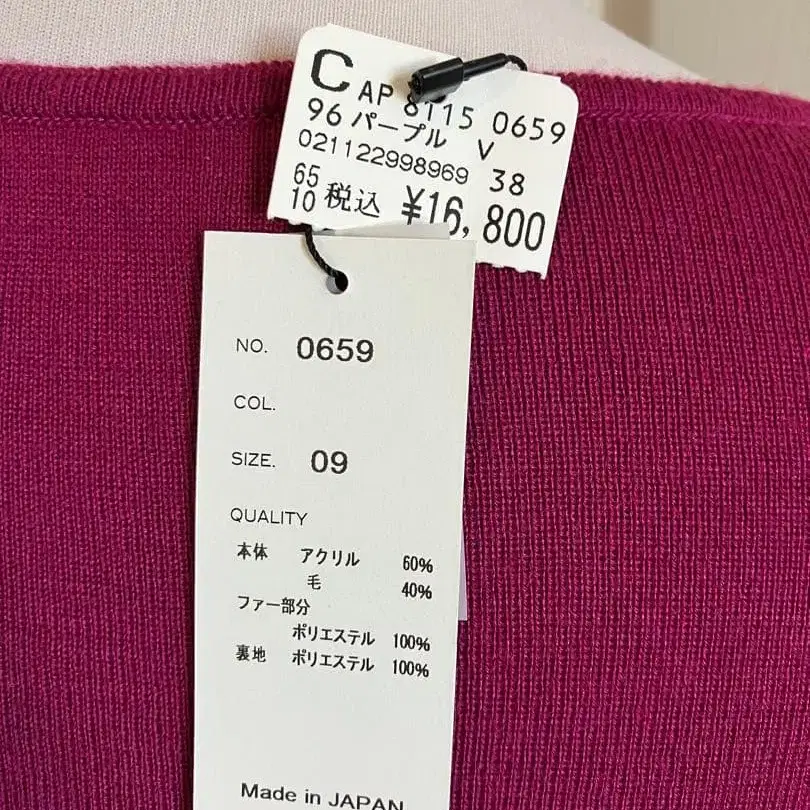 C AP 8115 0659
96 パープル V
021122998969 38
65
10 税込 ¥16,800
NO. 0659
COL.
SIZE. 09
QUALITY
本体 アクリル 60%
毛 40%
ファー部分
ポリエステル 100%
裏地 ポリエステル 100%
Made in JAPAN